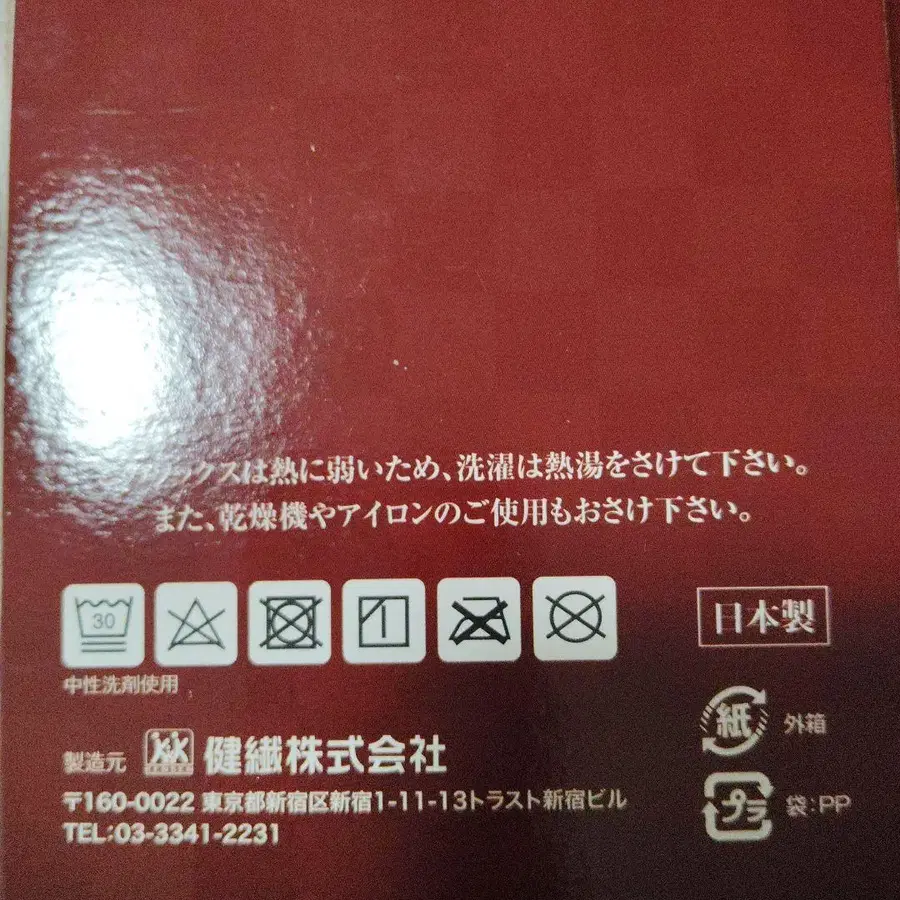 ックスは熱に弱いため、洗濯は熱湯をさけて下さい。
また、乾燥機やアイロンのご使用もおさけ下さい。
30
中性洗剤使用
日本製
紙 外箱
プラ 袋:PP
製造元 KK 健繊株式会社
〒160-0022 東京都新宿区新宿1-11-13トラスト新宿ビル
TEL:03-3341-2231